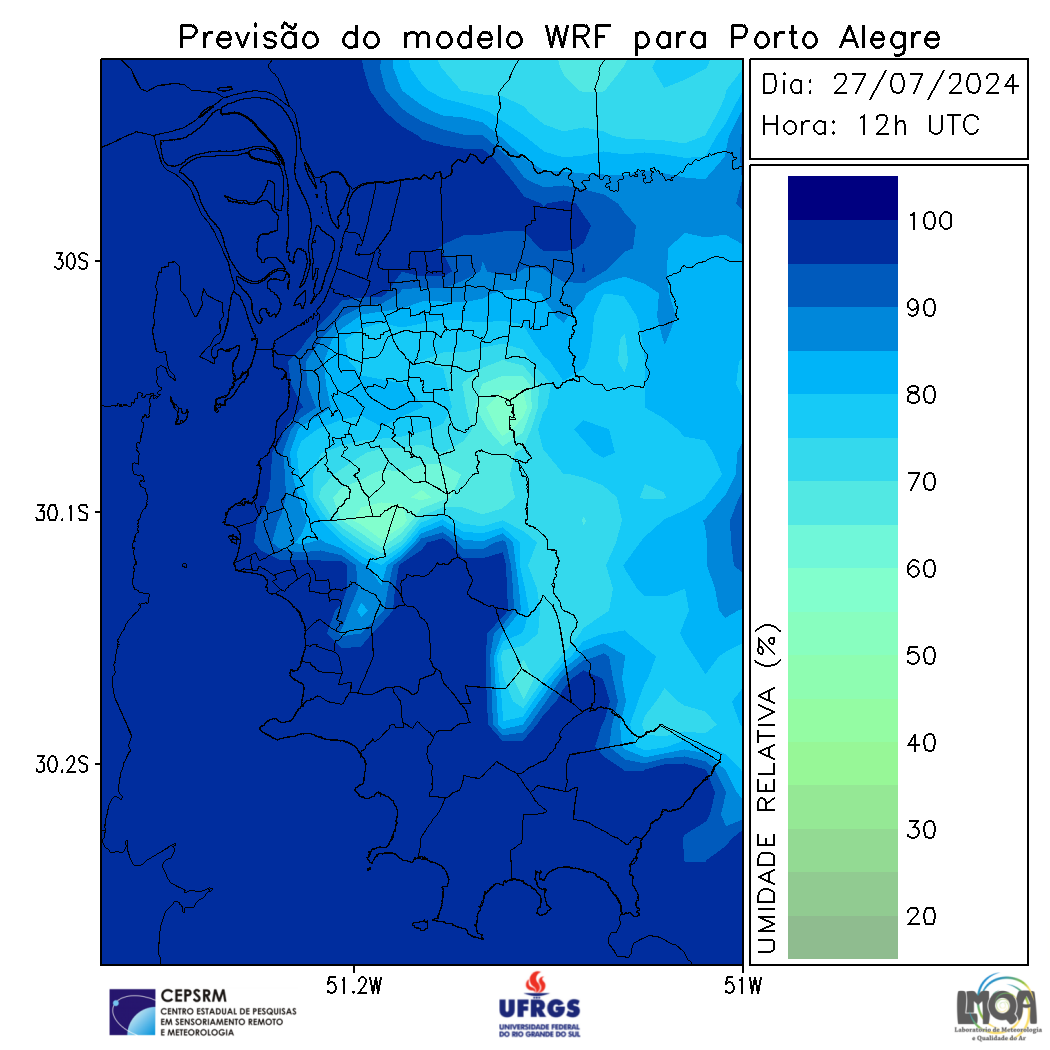 Previsão do modelo WRF para Porto Alegre
Dia: 27/07/2024
Hora: 12h UTC
30S
30.1S
30.2S
51.2W
51W
100
90
80
70
60
50
40
30
20
UMIDADE RELATIVA (%)
CEPSRM
CENTRO ESTADUAL DE PESQUISAS
EM SENSORIAMENTO REMOTO
E METEOROLOGIA
UFRGS
UNIVERSIDADE FEDERAL
DO RIO GRANDE DO SUL
LMQA
Laboratório de Meteorologia
e Qualidade do Ar